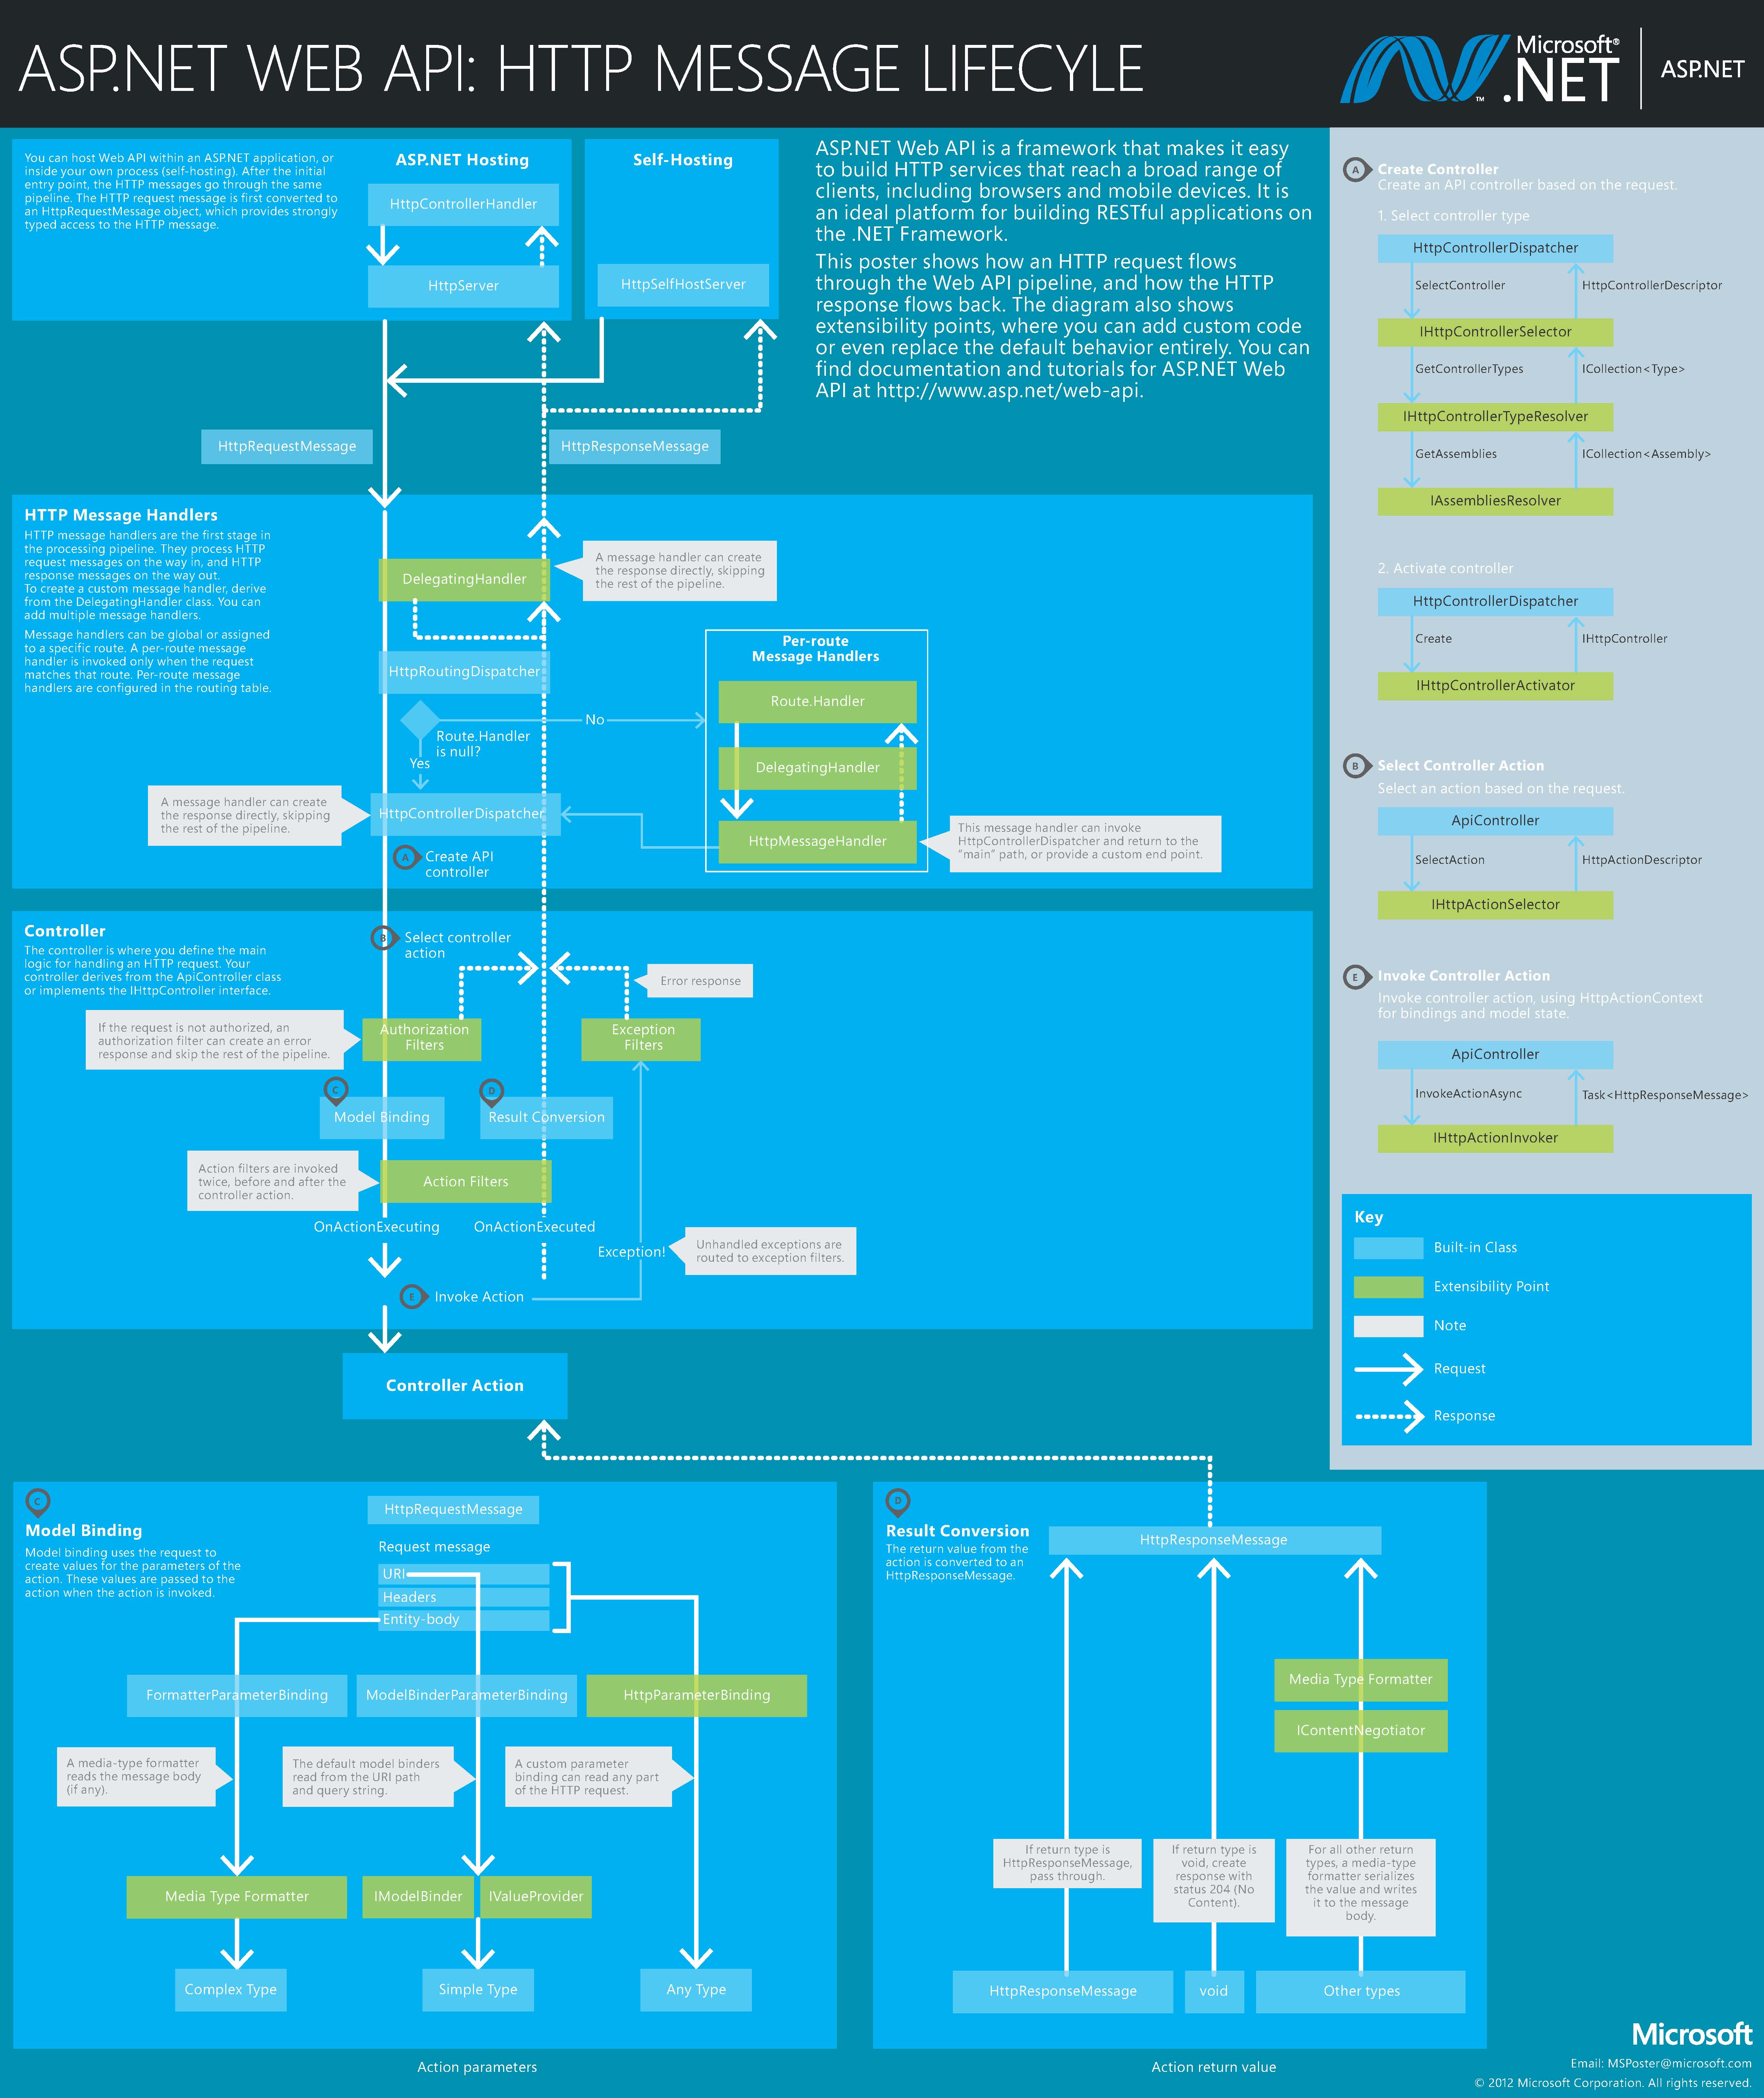 ASP.NET WEB API: HTTP MESSAGE LIFECYLE
Microsoft®
.NET
™
ASP.NET
You can host Web API within an ASP.NET application, or
inside your own process (self-hosting). After the initial
entry point, the HTTP messages go through the same
pipeline. The HTTP request message is first converted to
an HttpRequestMessage object, which provides strongly
typed access to the HTTP message.
ASP.NET Hosting
HttpControllerHandler
HttpServer
Self-Hosting
HttpSelfHostServer
ASP.NET Web API is a framework that makes it easy
to build HTTP services that reach a broad range of
clients, including browsers and mobile devices. It is
an ideal platform for building RESTful applications on
the .NET Framework.
This poster shows how an HTTP request flows
through the Web API pipeline, and how the HTTP
response flows back. The diagram also shows
extensibility points, where you can add custom code
or even replace the default behavior entirely. You can
find documentation and tutorials for ASP.NET Web
API at http://www.asp.net/web-api.
HttpRequestMessage
HttpResponseMessage
HTTP Message Handlers
HTTP message handlers are the first stage in
the processing pipeline. They process HTTP
request messages on the way in, and HTTP
response messages on the way out.
To create a custom message handler, derive
from the DelegatingHandler class. You can
add multiple message handlers.
Message handlers can be global or assigned
to a specific route. A per-route message
handler is invoked only when the request
matches that route. Per-route message
handlers are configured in the routing table.
DelegatingHandler
A message handler can create
the response directly, skipping
the rest of the pipeline.
HttpRoutingDispatcher
No
Route.Handler
is null?
Yes
A message handler can create
the response directly, skipping
the rest of the pipeline.
HttpControllerDispatcher
A
Create API
controller
Per-route
Message Handlers
Route.Handler
DelegatingHandler
HttpMessageHandler
This message handler can invoke
HttpControllerDispatcher and return to the
“main” path, or provide a custom end point.
Controller
The controller is where you define the main
logic for handling an HTTP request. Your
controller derives from the ApiController class
or implements the IHttpController interface.
B
Select controller
action
Error response
If the request is not authorized, an
authorization filter can create an error
response and skip the rest of the pipeline.
Authorization
Filters
Exception
Filters
C
Model Binding
D
Result Conversion
Action filters are invoked
twice, before and after the
controller action.
Action Filters
OnActionExecuting
OnActionExecuted
Exception!
Unhandled exceptions are
routed to exception filters.
E
Invoke Action
Controller Action
C
Model Binding
Model binding uses the request to
create values for the parameters of the
action. These values are passed to the
action when the action is invoked.
HttpRequestMessage
Request message
URI
Headers
Entity-body
FormatterParameterBinding
ModelBinderParameterBinding
HttpParameterBinding
A media-type formatter
reads the message body
(if any).
The default model binders
read from the URI path
and query string.
A custom parameter
binding can read any part
of the HTTP request.
Media Type Formatter
IModelBinder
IValueProvider
Complex Type
Simple Type
Any Type
Action parameters
D
Result Conversion
The return value from the
action is converted to an
HttpResponseMessage.
HttpResponseMessage
Media Type Formatter
IContentNegotiator
If return type is
HttpResponseMessage,
pass through.
If return type is
void, create
response with
status 204 (No
Content).
For all other return
types, a media-type
formatter serializes
the value and writes
it to the message
body.
HttpResponseMessage
void
Other types
Action return value
A
Create Controller
Create an API controller based on the request.
1. Select controller type
HttpControllerDispatcher
SelectController
HttpControllerDescriptor
IHttpControllerSelector
GetControllerTypes
ICollection<Type>
IHttpControllerTypeResolver
GetAssemblies
ICollection<Assembly>
IAssembliesResolver
2. Activate controller
HttpControllerDispatcher
Create
IHttpController
IHttpControllerActivator
B
Select Controller Action
Select an action based on the request.
ApiController
SelectAction
HttpActionDescriptor
IHttpActionSelector
E
Invoke Controller Action
Invoke controller action, using HttpActionContext
for bindings and model state.
ApiController
InvokeActionAsync
Task<HttpResponseMessage>
IHttpActionInvoker
Key
Built-in Class
Extensibility Point
Note
Request
Response
Microsoft
Email: MSPoster@microsoft.com
© 2012 Microsoft Corporation. All rights reserved.